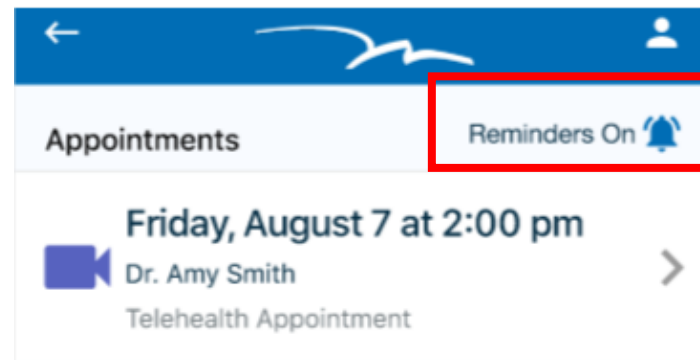 Appointments
Reminders On
Friday, August 7 at 2:00 pm
Dr. Amy Smith
Telehealth Appointment